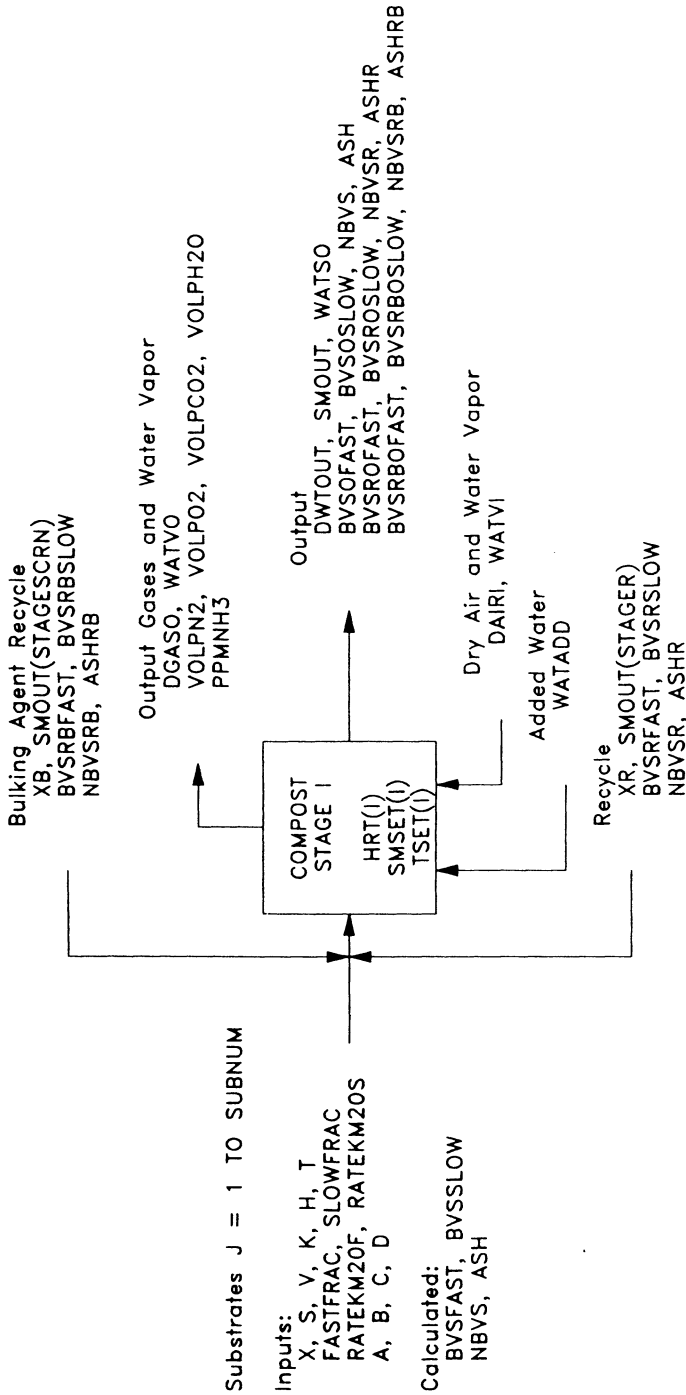 Substrates J = 1 TO SUBNUM
Inputs:
X, S, V, K, H, T
FASTFRAC, SLOWFRAC
RATEKM20F, RATEKM20S
A, B, C, D
Calculated:
BVSFAST, BVSSLOW
NBVS, ASH
Bulking Agent Recycle
XB, SMOUT(STAGESCRN)
BVSRBFAST, BVSRBSLOW
NBVSRB, ASHRB
Output Gases and Water Vapor
DGASO, WATVO
VOLPN2, VOLPO2, VOLPCO2, VOLPH2O
PPMNH3
COMPOST
STAGE I
HRT(I)
SMSET(I)
TSET(I)
Output
DWTOUT, SMOUT, WATSO
BVSOFAST, BVSOSLOW, NBVS, ASH
BVSROFAST, BVSROSLOW, NBVSR, ASHR
BVSRBOFAST, BVSRBOSLOW, NBVSRB, ASHRB
Dry Air and Water Vapor
DAIRI, WATVI
Added Water
WATADD
Recycle
XR, SMOUT(STAGER)
BVSRFAST, BVSRSLOW
NBVSR, ASHR